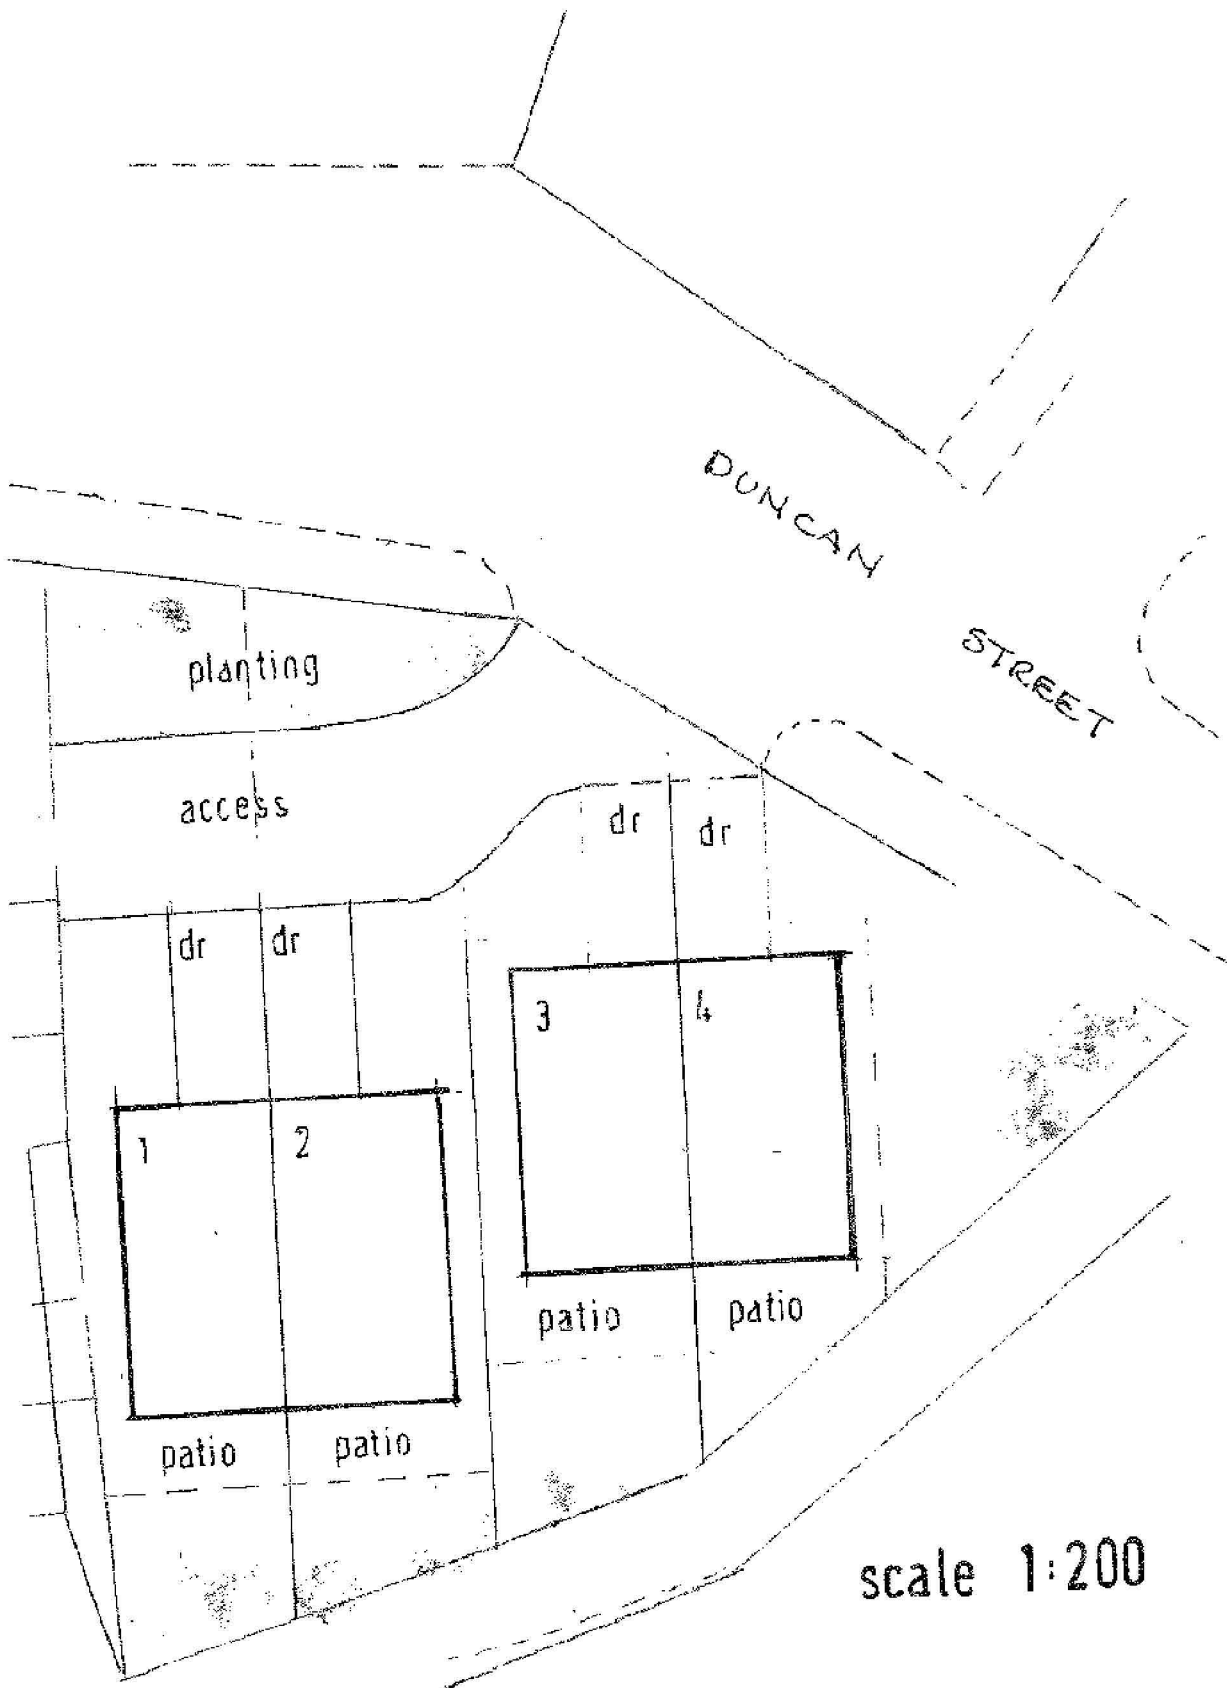 DUNCAN
STREET
planting
access
dr
dr
dr
dr
3
4
1
2
patio
patio
patio
patio
scale 1:200